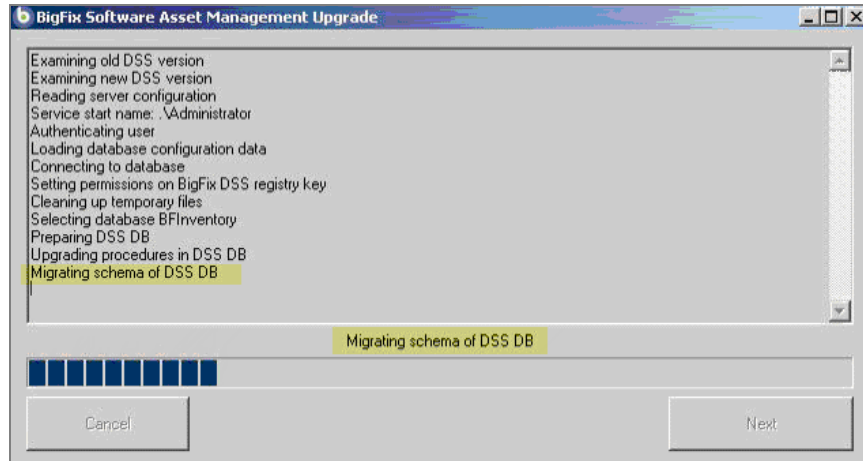 BigFix Software Asset Management Upgrade
Examining old DSS version
Examining new DSS version
Reading server configuration
Service start name: .\Administrator
Authenticating user
Loading database configuration data
Connecting to database
Setting permissions on BigFix DSS registry key
Cleaning up temporary files
Selecting database BFInventory
Preparing DSS DB
Upgrading procedures in DSS DB
Migrating schema of DSS DB
Migrating schema of DSS DB
Cancel
Next